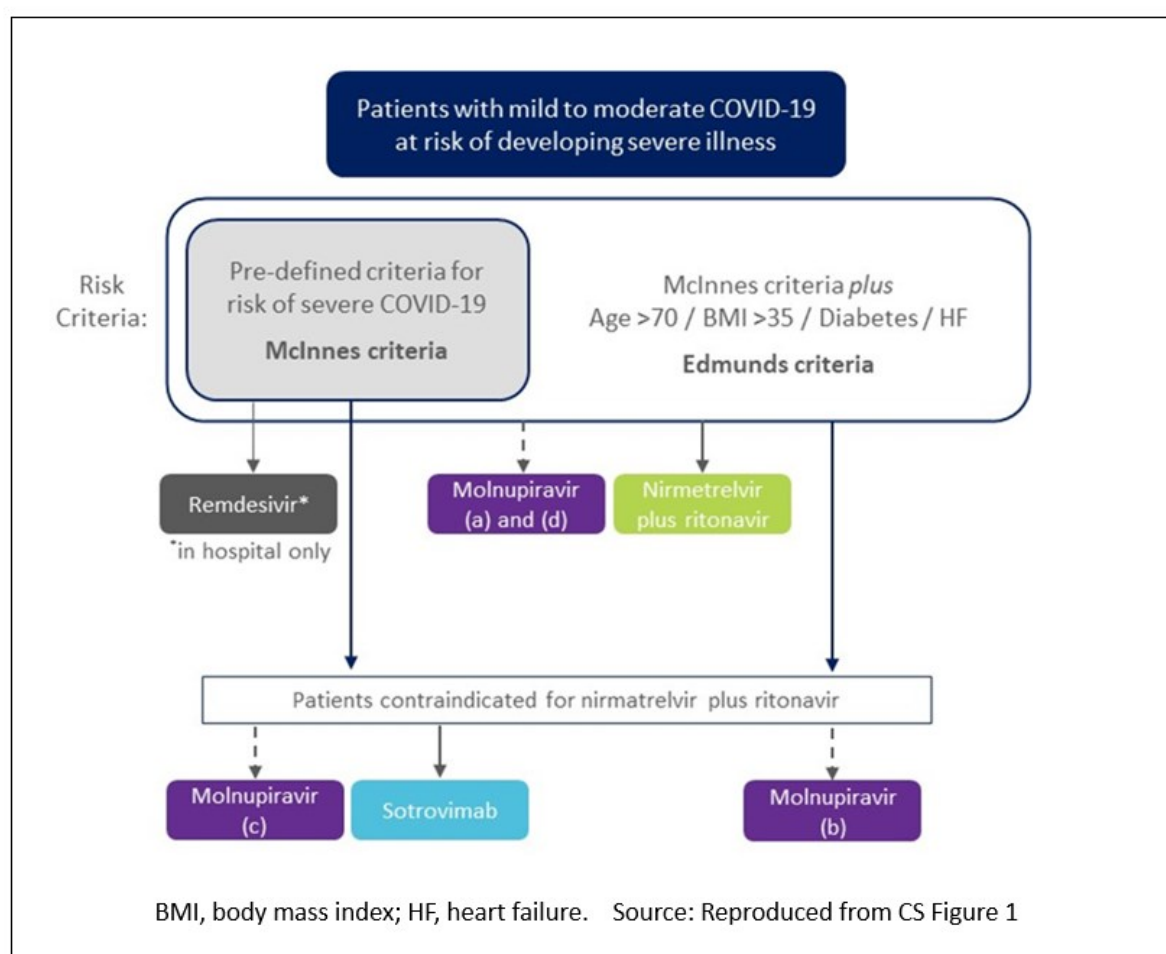 Patients with mild to moderate COVID-19
at risk of developing severe illness
Risk
Criteria:
Pre-defined criteria for
risk of severe COVID-19
McInnes criteria
McInnes criteria plus
Age >70 / BMI >35 / Diabetes / HF
Edmunds criteria
Remdesivir*
*in hospital only
Molnupiravir
(a) and (d)
Nirmetrelvir
plus ritonavir
Patients contraindicated for nirmatrelvir plus ritonavir
Molnupiravir
(c)
Sotrovimab
Molnupiravir
(b)
BMI, body mass index; HF, heart failure. Source: Reproduced from CS Figure 1